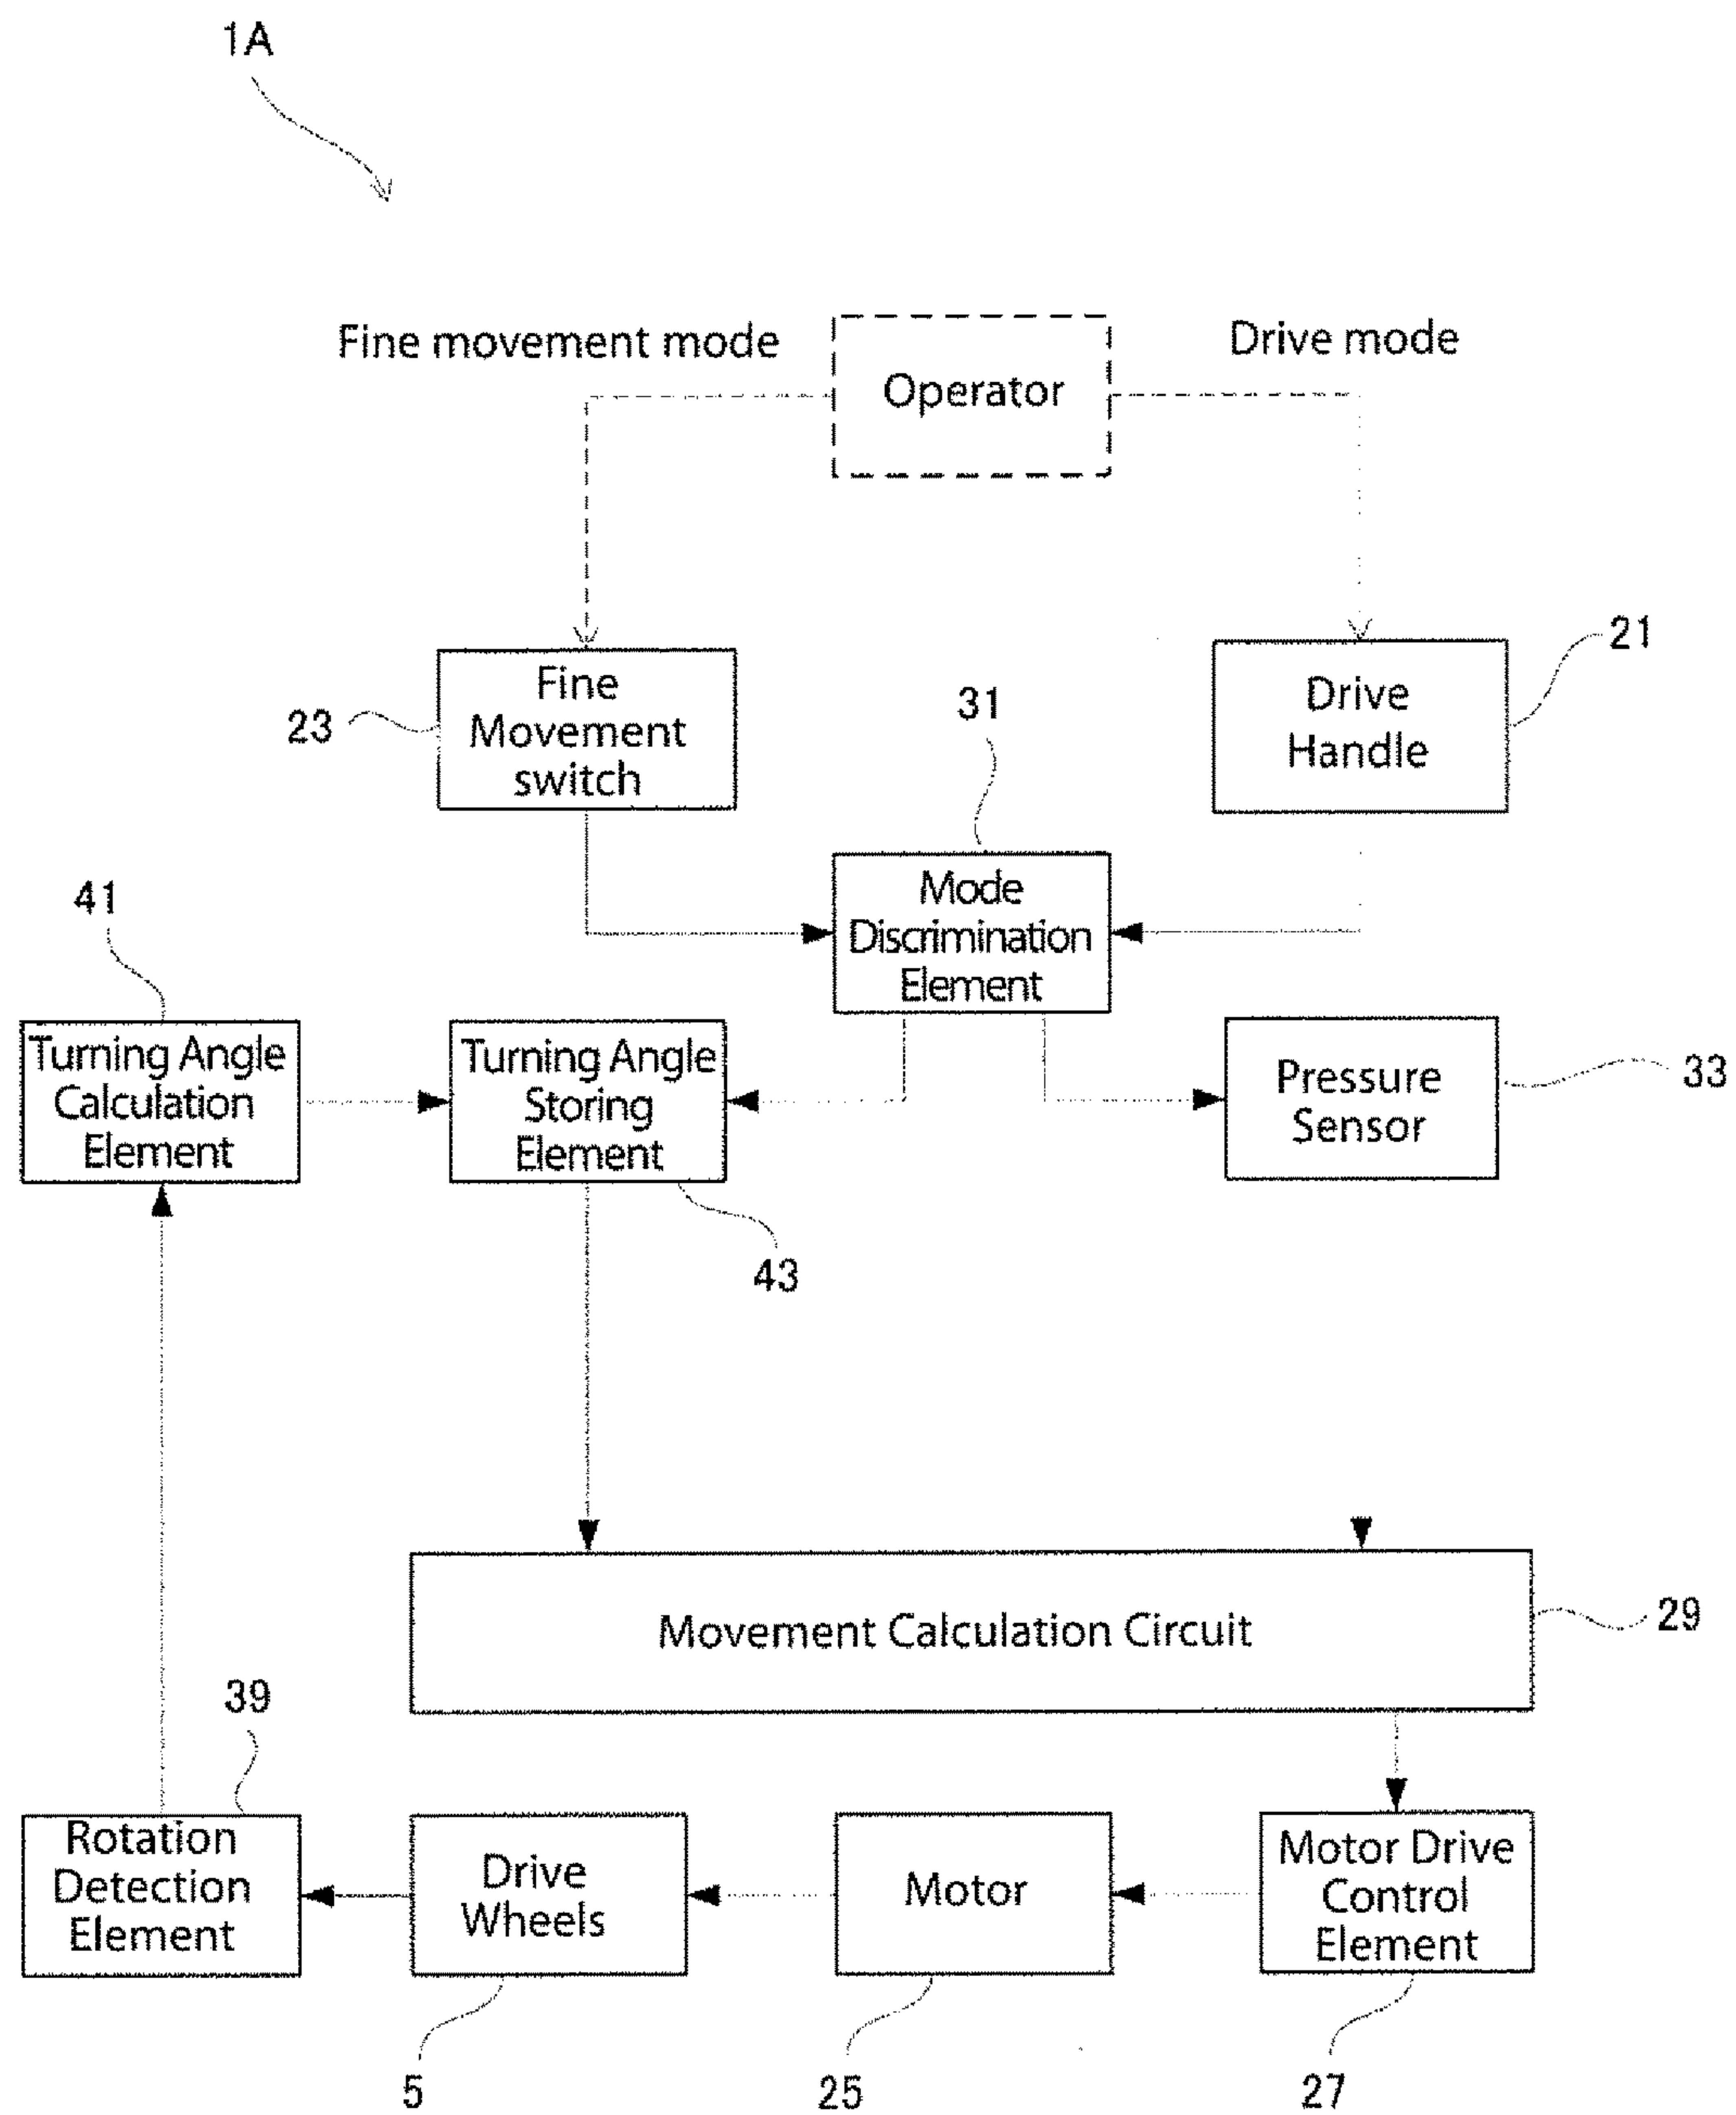 1A
Fine movement mode
Operator
Drive mode
21
Fine
Movement
switch
23
31
Drive
Handle
41
Mode
Discrimination
Element
Turning Angle
Calculation
Element
Turning Angle
Storing
Element
Pressure
Sensor
33
43
Movement Calculation Circuit
29
39
Rotation
Detection
Element
Drive
Wheels
Motor
Motor Drive
Control
Element
5
25
27